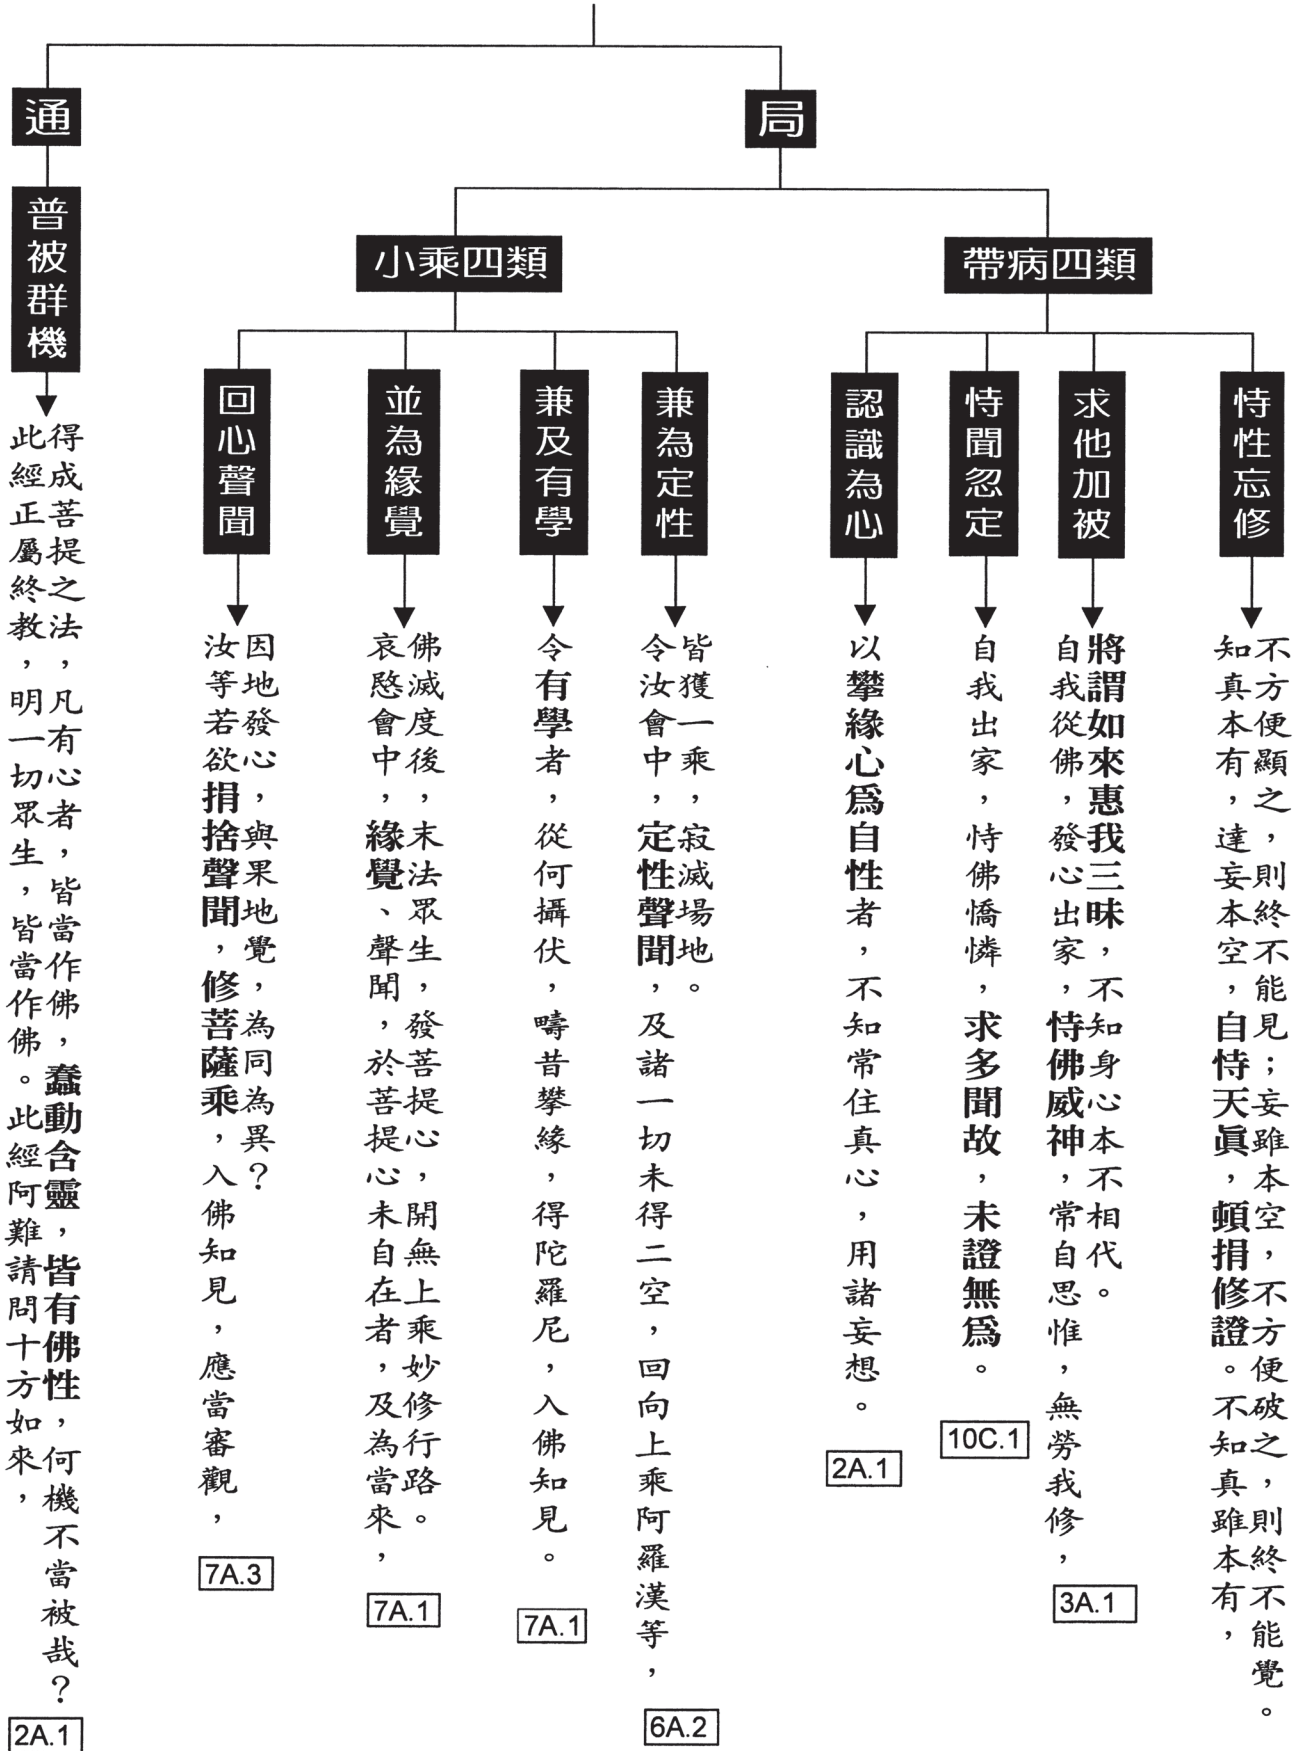 通
普被群機
此經正屬終教，明一切眾生，皆當作佛。此經阿難請問十方如來，
得成菩提之法，凡有心者，皆當作佛，蠢動含靈，皆有佛性，何機不當被哉？
2A.1
局
小乘四類
回心聲聞
汝等若欲捐捨聲聞，修菩薩乘，入佛知見，應當審觀，
因地發心，與果地覺，為同為異？
7A.3
並為緣覺
哀愍會中，緣覺、聲聞，於菩提心未自在者，及為當來，
佛滅度後，末法眾生，發菩提心，開無上乘妙修行路。
7A.1
兼及有學
令有學者，從何攝伏，疇昔攀緣，得陀羅尼，入佛知見。
7A.1
兼為定性
令汝會中，定性聲聞，及諸一切未得二空，回向上乘阿羅漢等，
皆獲一乘，寂滅場地。
6A.2
帶病四類
認識為心
以攀緣心爲自性者，不知常住真心，用諸妄想。
2A.1
恃聞忽定
自我出家，恃佛憍憐，求多聞故，未證無爲。
10C.1
求他加被
自我從佛，發心出家，恃佛威神，常自思惟，無勞我修，
將謂如來惠我三昧，不知身心本不相代。
3A.1
恃性忘修
知真本有，達妄本空，自恃天眞，頓捐修證。不知真雖本有，
不方便顯之，則終不能見；妄雖本空，不方便破之，則終不能覺。